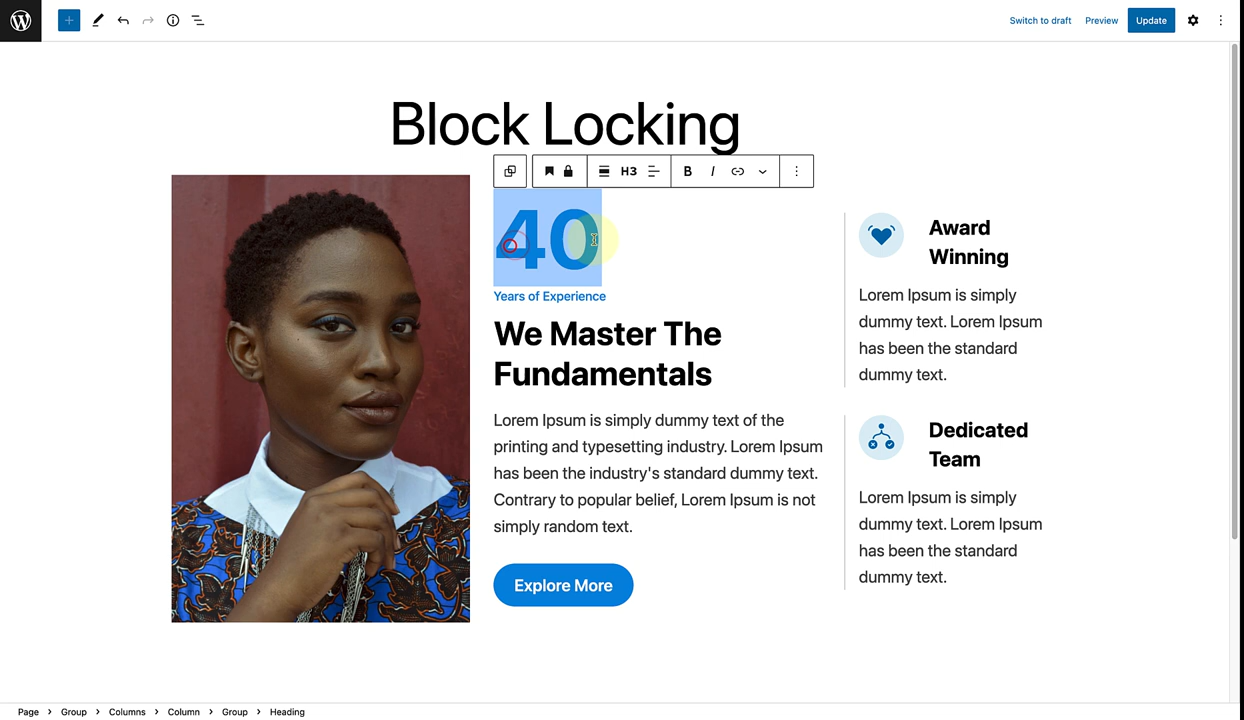 Switch to draft Preview Update
Block Locking
H3 B I
40
Years of Experience
We Master The
Fundamentals
Lorem Ipsum is simply dummy text of the
printing and typesetting industry. Lorem Ipsum
has been the industry's standard dummy text.
Contrary to popular belief, Lorem Ipsum is not
simply random text.
Explore More
Award
Winning
Lorem Ipsum is simply
dummy text. Lorem Ipsum
has been the standard
dummy text.
Dedicated
Team
Lorem Ipsum is simply
dummy text. Lorem Ipsum
has been the standard
dummy text.
Page > Group > Columns > Column > Group > Heading